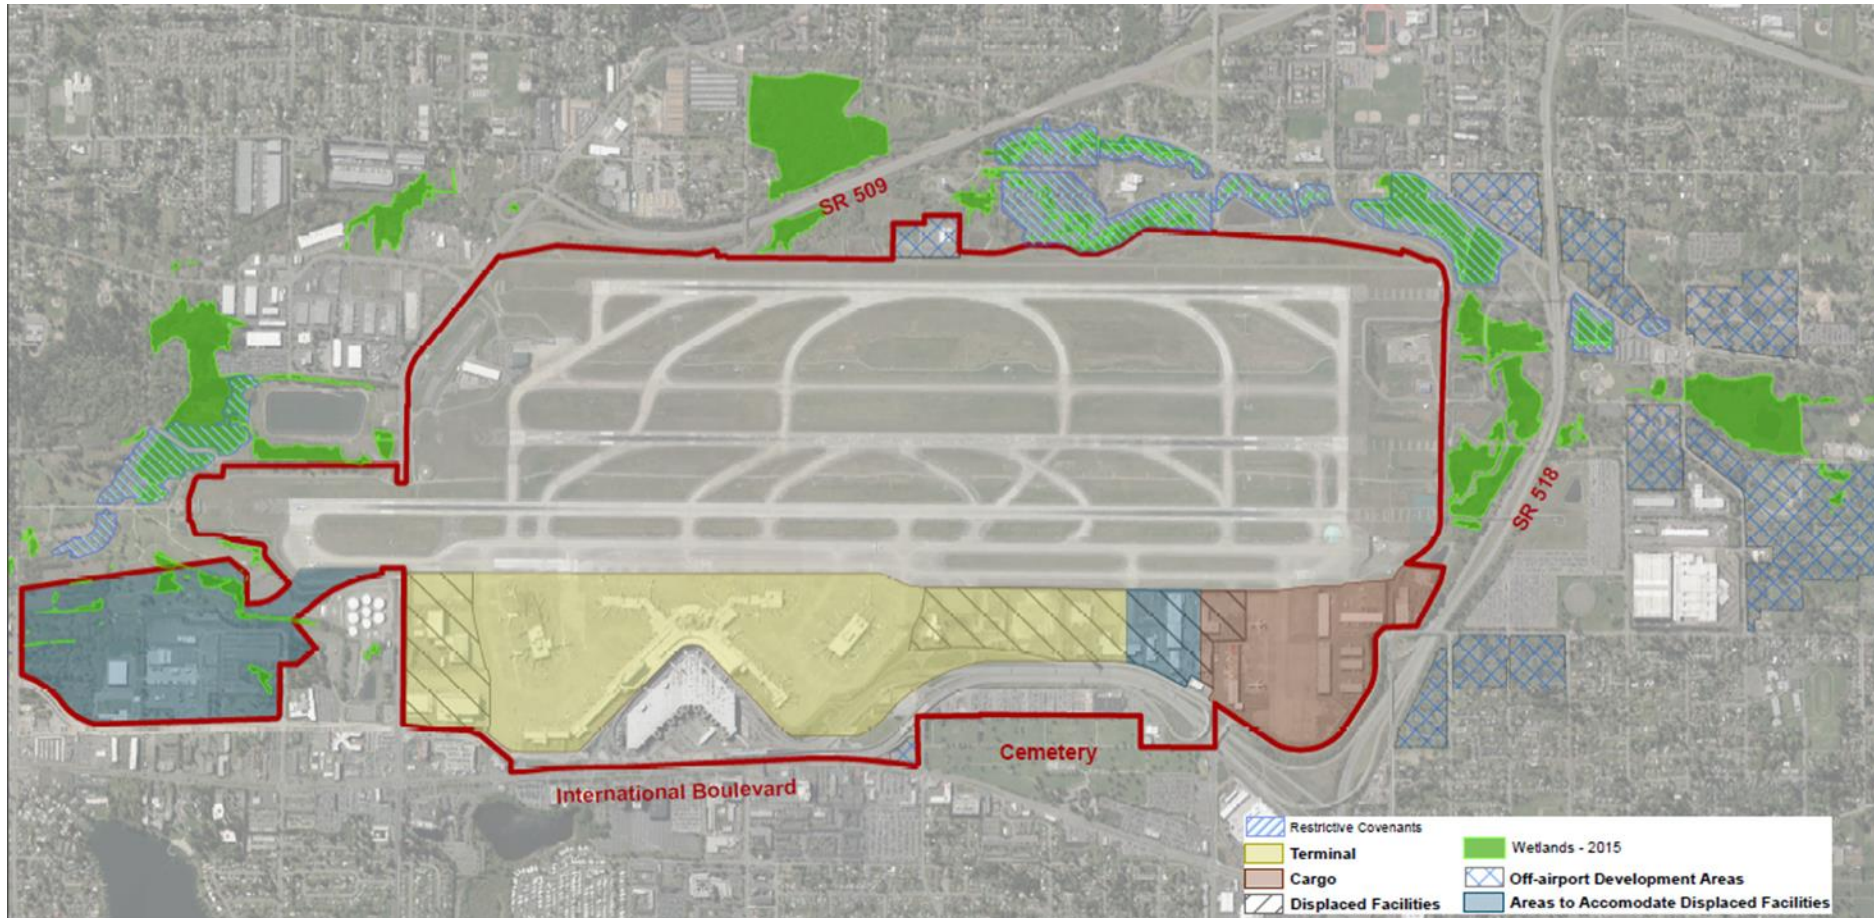 SR 509
SR 518
Cemetery
International Boulevard
Restrictive Covenants
Terminal
Cargo
Displaced Facilities
Wetlands - 2015
Off-airport Development Areas
Areas to Accomodate Displaced Facilities